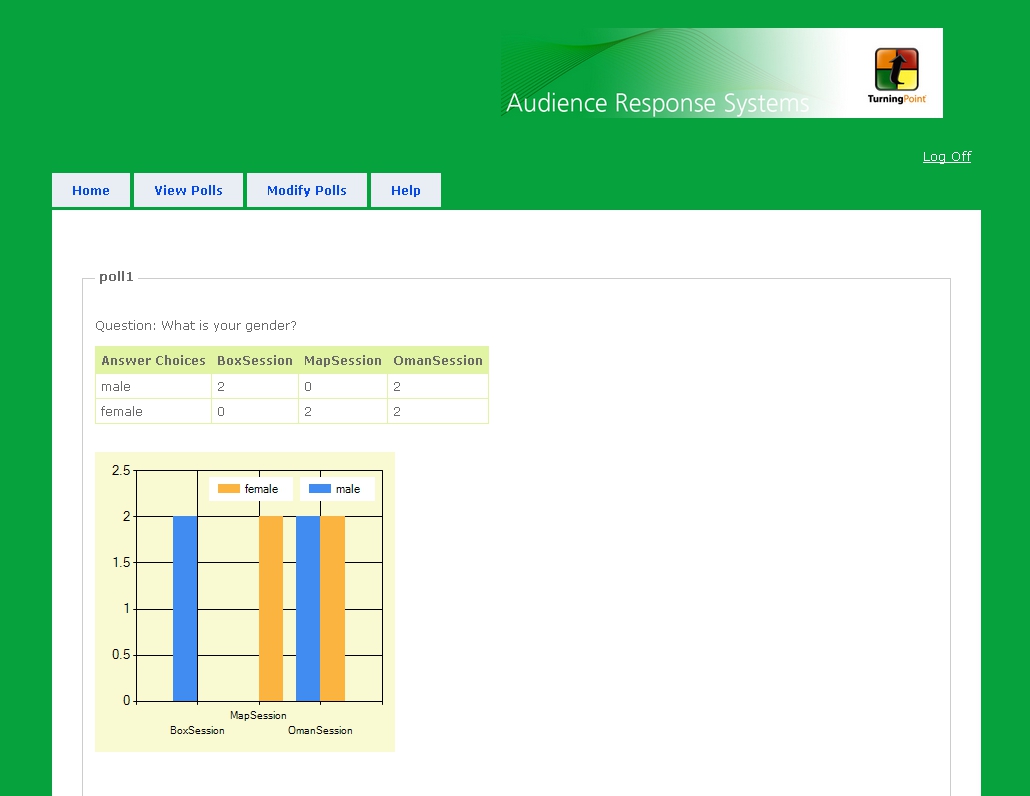 Audience Response Systems
TurningPoint
Log Off
Home View Polls Modify Polls Help
poll1
Question: What is your gender?
Answer Choices BoxSession MapSession OmanSession
male 2 0 2
female 0 2 2
2.5
female male
2
1.5
1
0.5
0
MapSession
BoxSession OmanSession